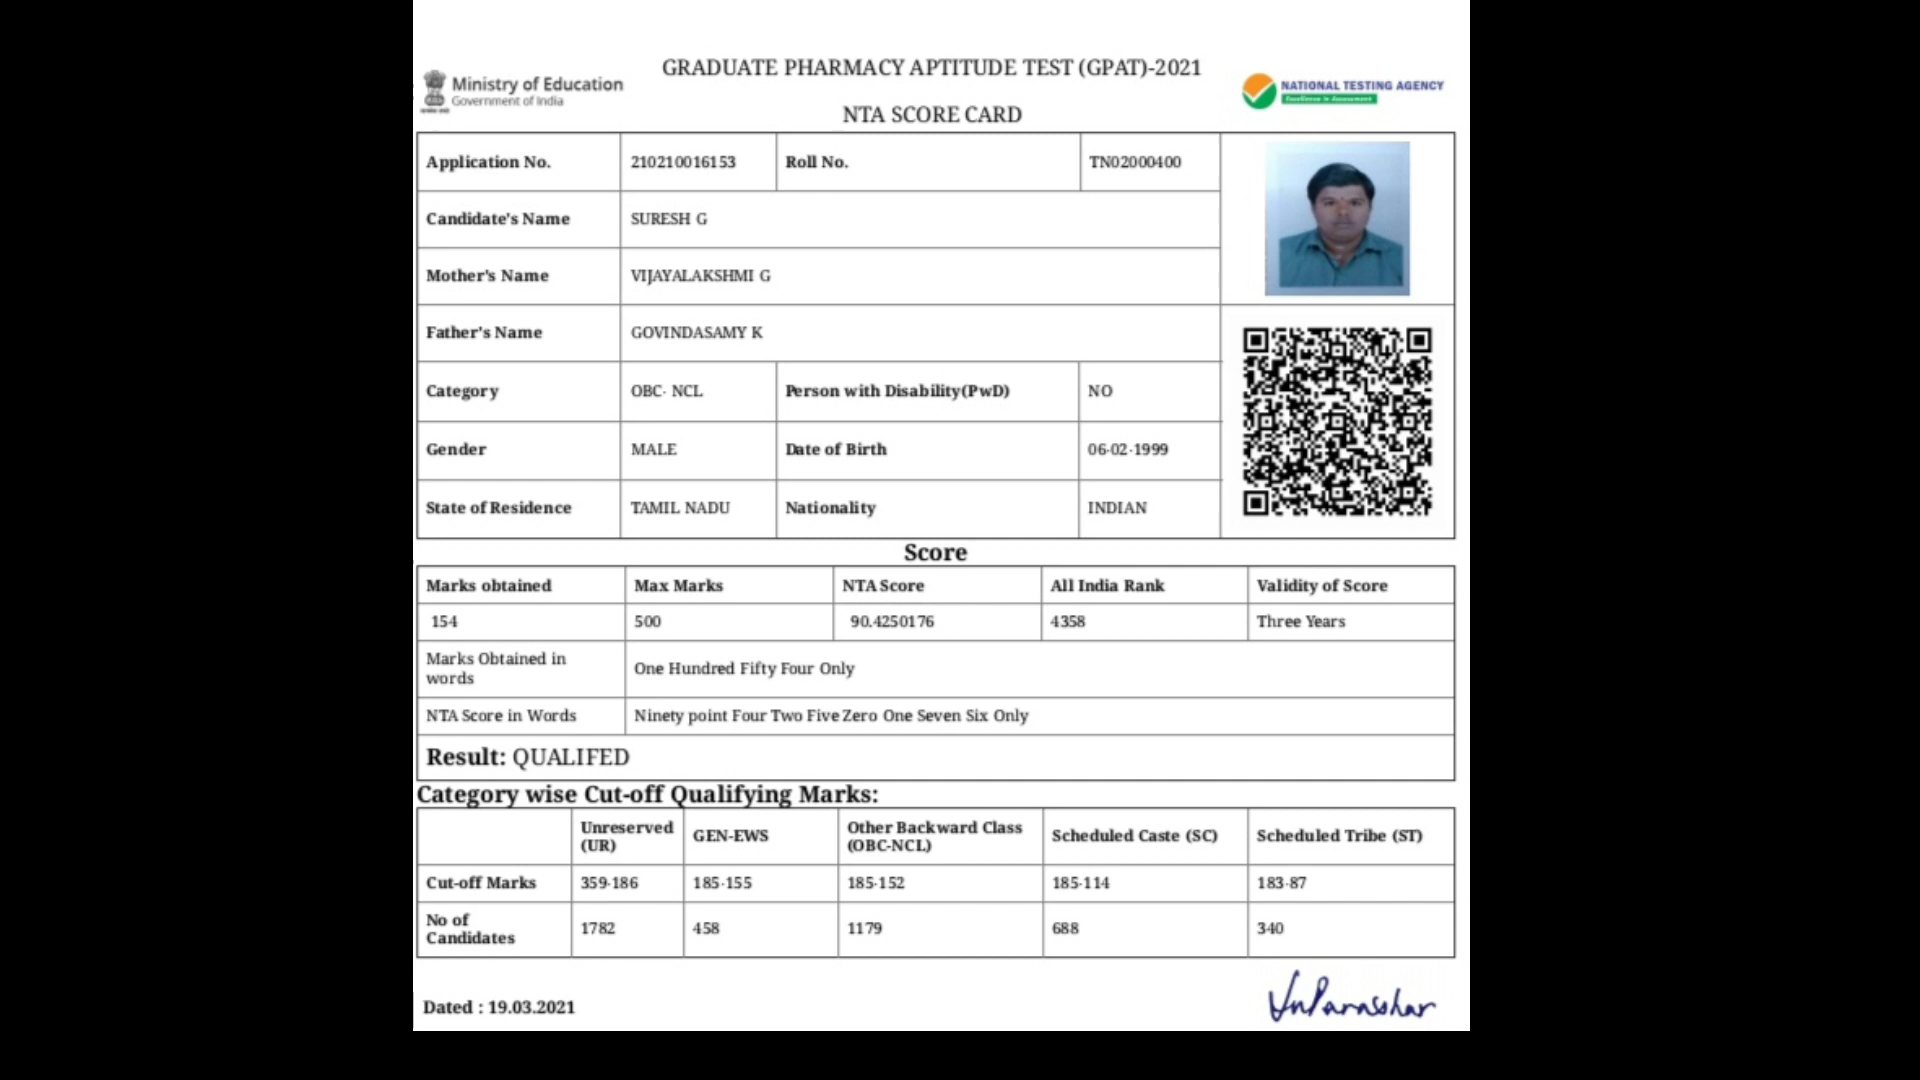 GRADUATE PHARMACY APTITUDE TEST (GPAT)-2021
Ministry of Education
Government of India
NATIONAL TESTING AGENCY
Excellence in Assessment
NTA SCORE CARD
Application No. 210210016153 Roll No. TN02000400
Candidate's Name SURESH G
Mother's Name VIJAYALAKSHMI G
Father's Name GOVINDASAMY K
Category OBC- NCL Person with Disability(PwD) NO
Gender MALE Date of Birth 06-02-1999
State of Residence TAMIL NADU Nationality INDIAN
Score
Marks obtained Max Marks NTA Score All India Rank Validity of Score
154 500 90.4250176 4358 Three Years
Marks Obtained in
words
One Hundred Fifty Four Only
NTA Score in Words Ninety point Four Two Five Zero One Seven Six Only
Result: QUALIFED
Category wise Cut-off Qualifying Marks:
Unreserved
(UR)
GEN-EWS
Other Backward Class
(OBC-NCL)
Scheduled Caste (SC)
Scheduled Tribe (ST)
Cut-off Marks 359-186 185-155 185-152 185-114 183-87
No of
Candidates
1782 458 1179 688 340
Dated : 19.03.2021